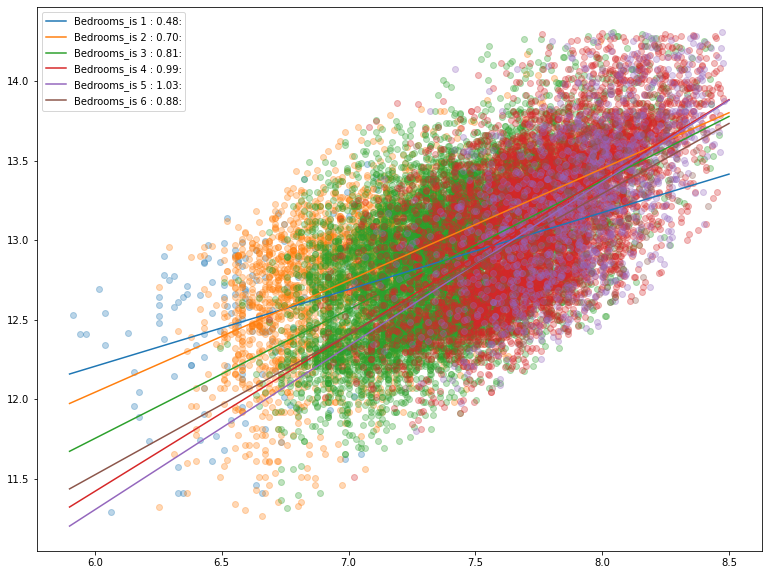 Bedrooms_is 1 : 0.48:
Bedrooms_is 2 : 0.70:
Bedrooms_is 3 : 0.81:
Bedrooms_is 4 : 0.99:
Bedrooms_is 5 : 1.03:
Bedrooms_is 6 : 0.88:
14.0
13.5
13.0
12.5
12.0
11.5
6.0 6.5 7.0 7.5 8.0 8.5